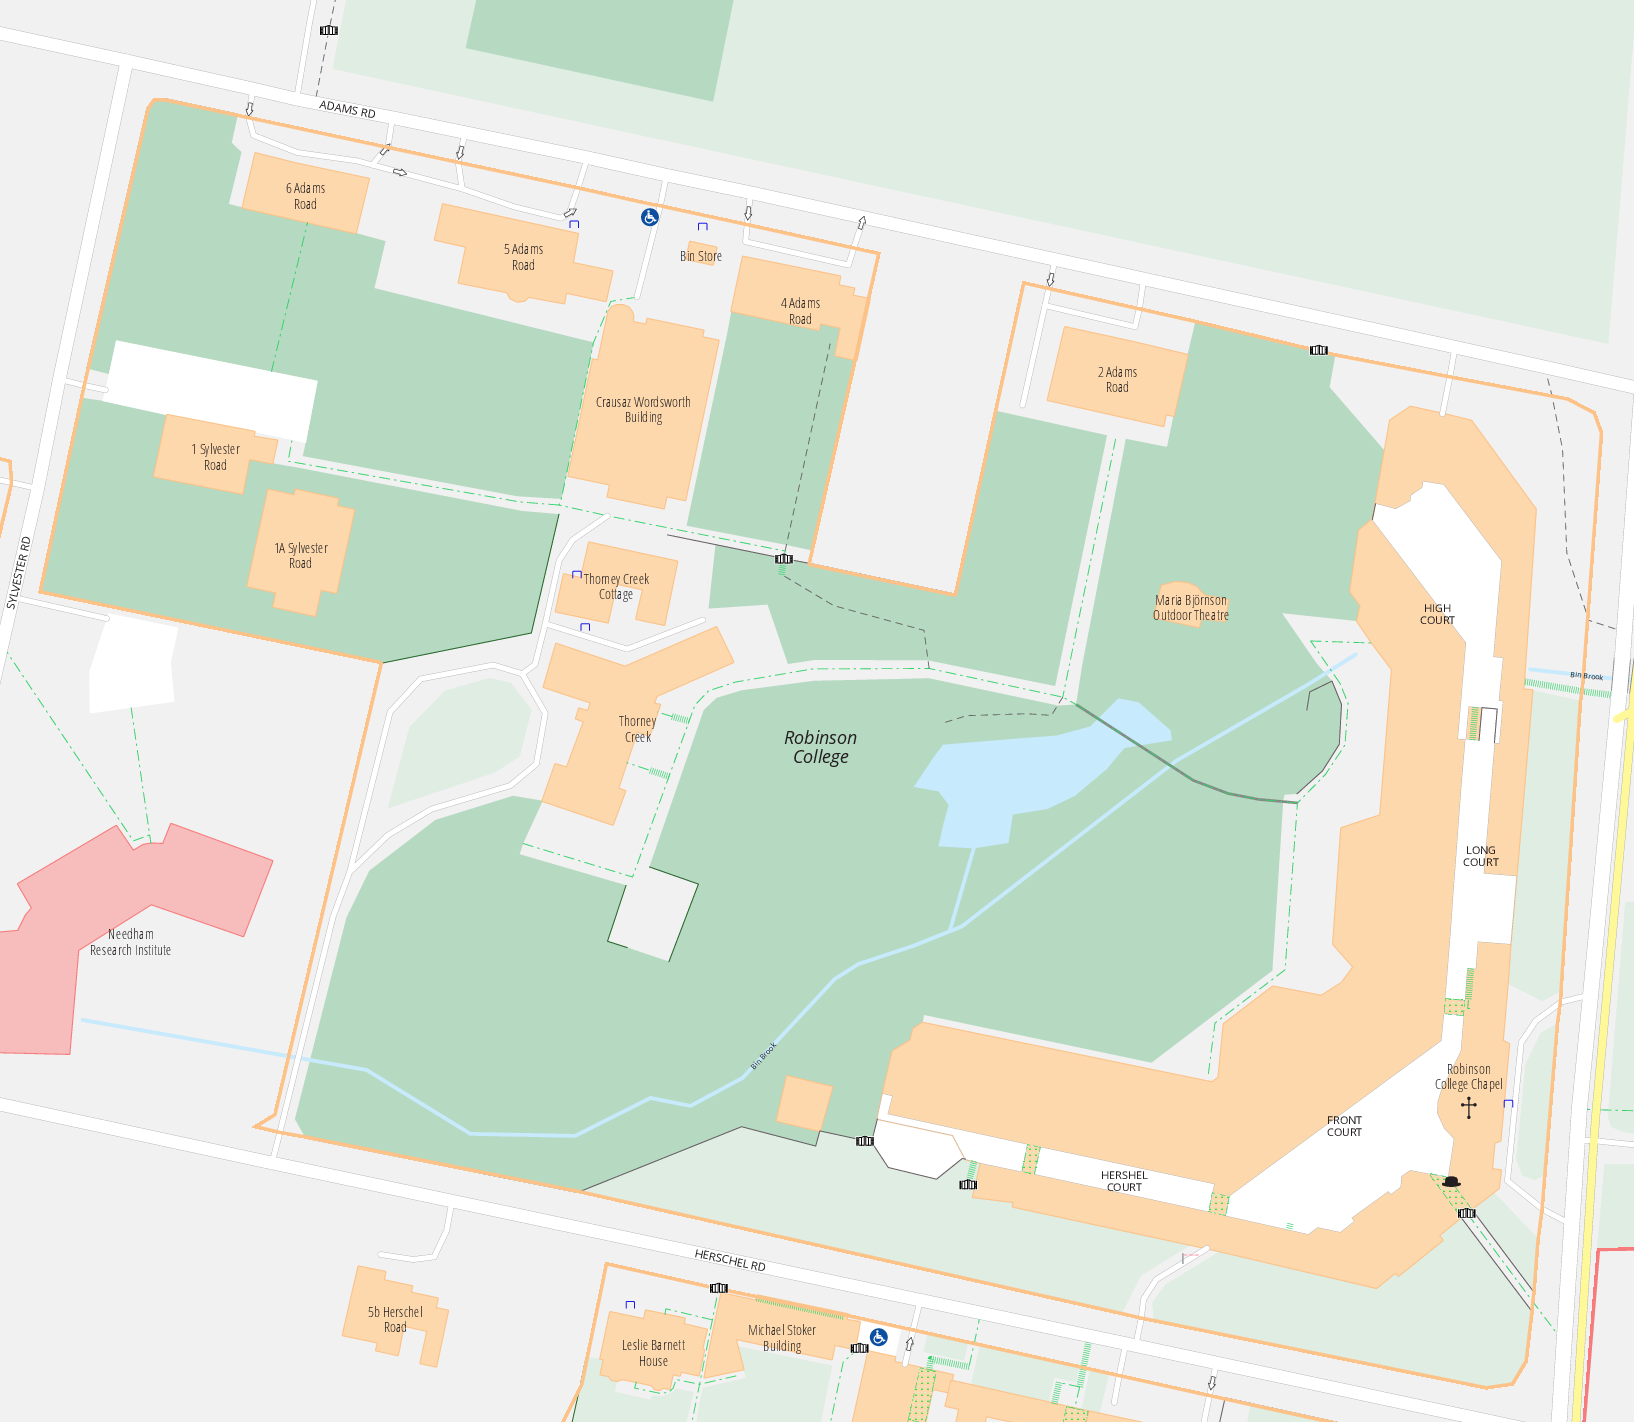 ADAMS RD
6 Adams
Road
5 Adams
Road
Bin Store
4 Adams
Road
2 Adams
Road
Crausaz Wordsworth
Building
1 Sylvester
Road
1A Sylvester
Road
SYLVESTER RD
Thorney Creek
Cottage
Maria Björnson
Outdoor Theatre
HIGH
COURT
Bin Brook
Thorney
Creek
Robinson
College
LONG
COURT
Needham
Research Institute
Bin Brook
Robinson
College Chapel
FRONT
COURT
HERSHEL
COURT
HERSCHEL RD
5b Herschel
Road
Leslie Barnett
House
Michael Stoker
Building